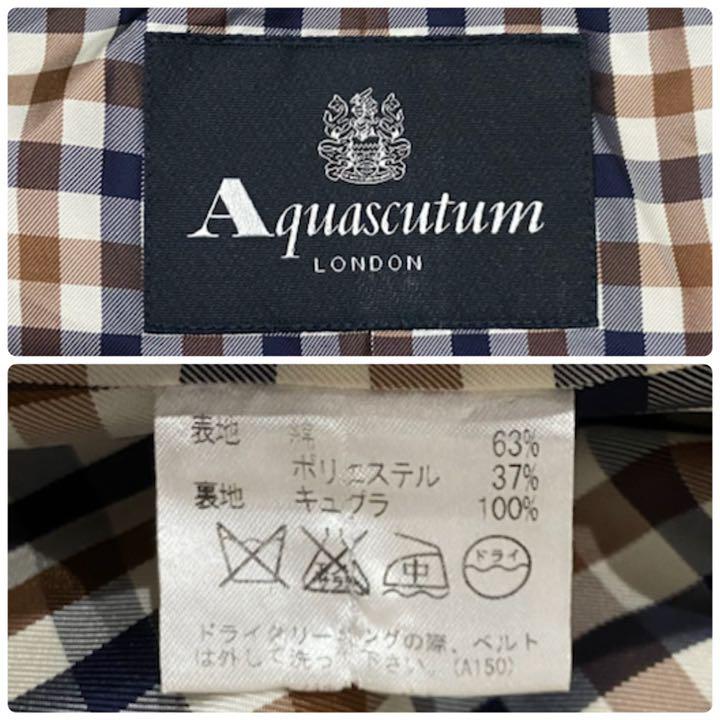 Aquascutum
LONDON
表地 綿 63%
ポリエステル 37%
裏地 キュプラ 100%
中
ドライ
ドライクリーニングの際、ベルト
は外して洗って下さい。(A150)